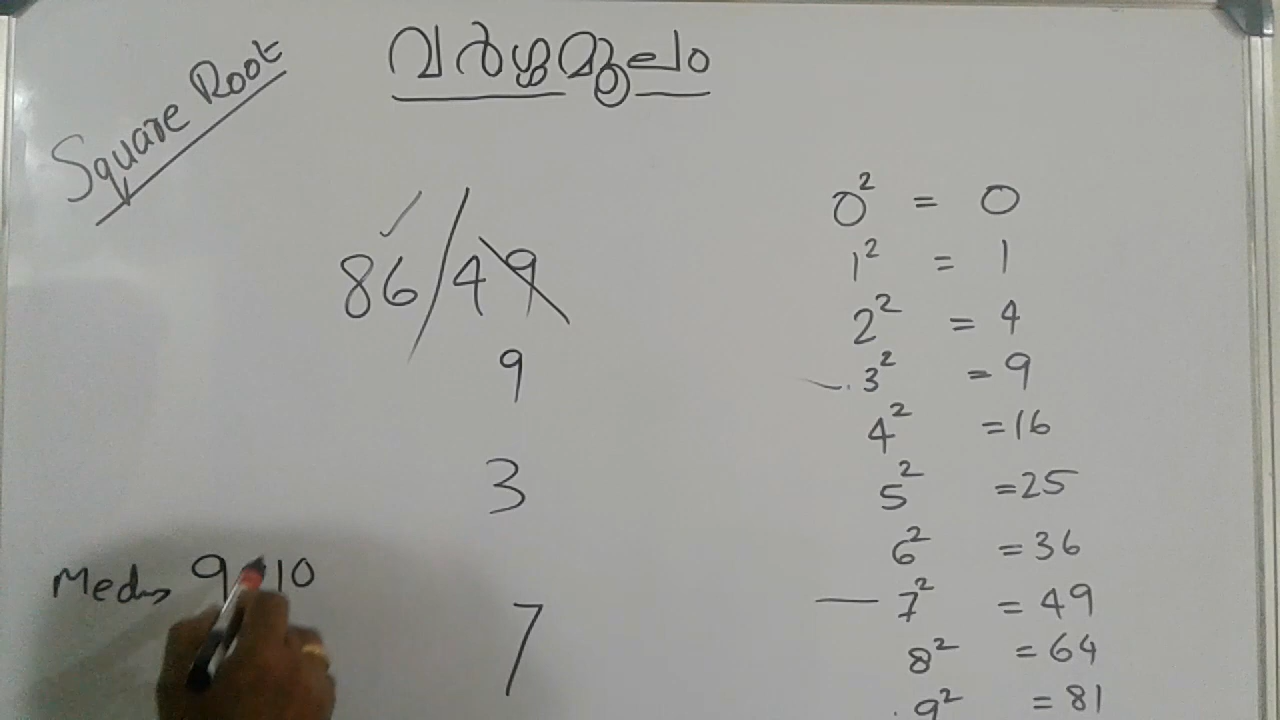 Square Root
വർഗ്ഗമൂലം
86/49
9
3
7
9 10
0² = 0
1² = 1
2² = 4
3² = 9
4² = 16
5² = 25
6² = 36
7² = 49
8² = 64
9² = 81